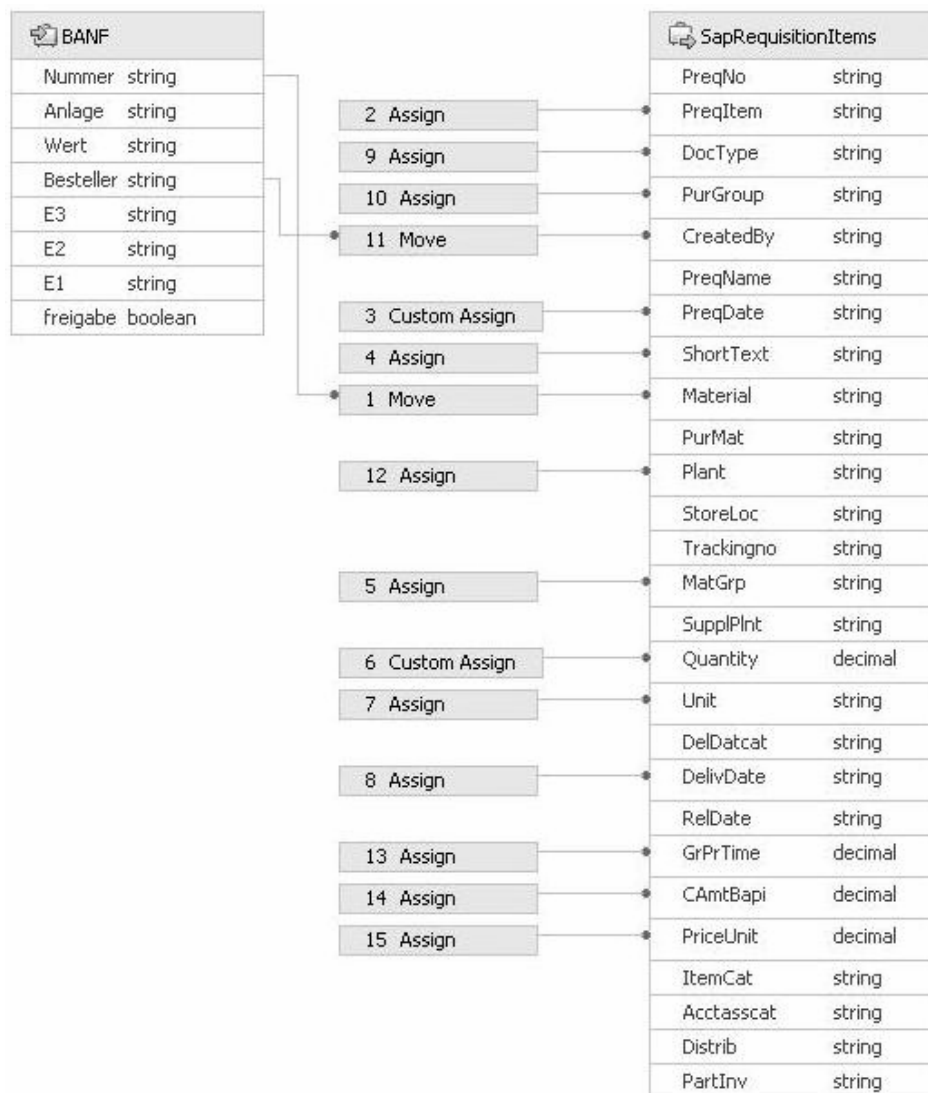 BANF
Nummer string
Anlage string
Wert string
Besteller string
E3 string
E2 string
E1 string
freigabe boolean
2 Assign
9 Assign
10 Assign
11 Move
3 Custom Assign
4 Assign
1 Move
12 Assign
5 Assign
6 Custom Assign
7 Assign
8 Assign
13 Assign
14 Assign
15 Assign
SapRequisitionItems
PreqNo string
PreqItem string
DocType string
PurGroup string
CreatedBy string
PreqName string
PreqDate string
ShortText string
Material string
PurMat string
Plant string
StoreLoc string
Trackingno string
MatGrp string
SupplPlnt string
Quantity decimal
Unit string
DelDatcat string
DelivDate string
RelDate string
GrPrTime decimal
CAmtBapi decimal
PriceUnit decimal
ItemCat string
Acctasscat string
Distrib string
PartInv string